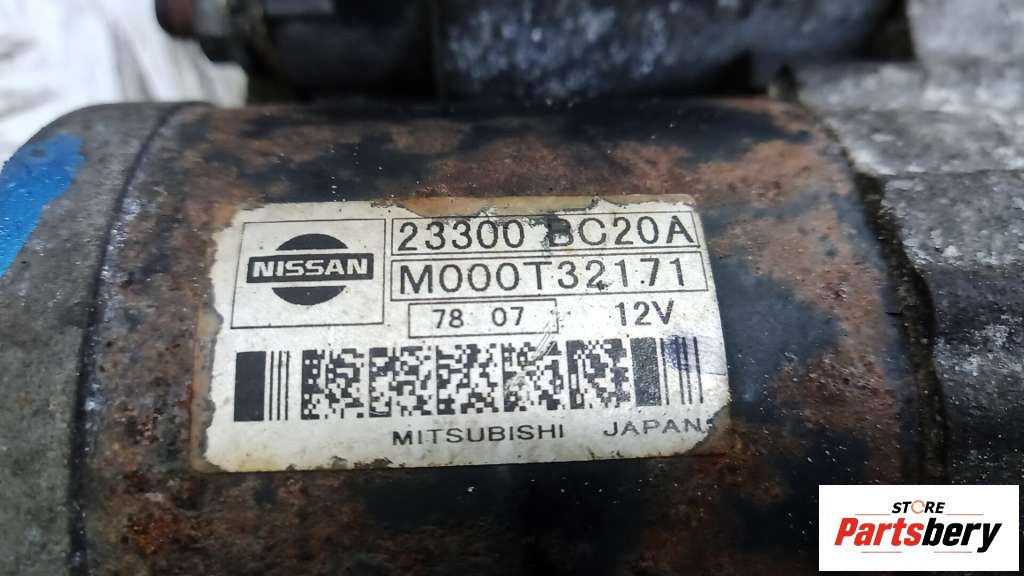 NISSAN
23300 BC20A
M000T32171
78 07 12V
MITSUBISHI JAPAN
STORE
Partsbery